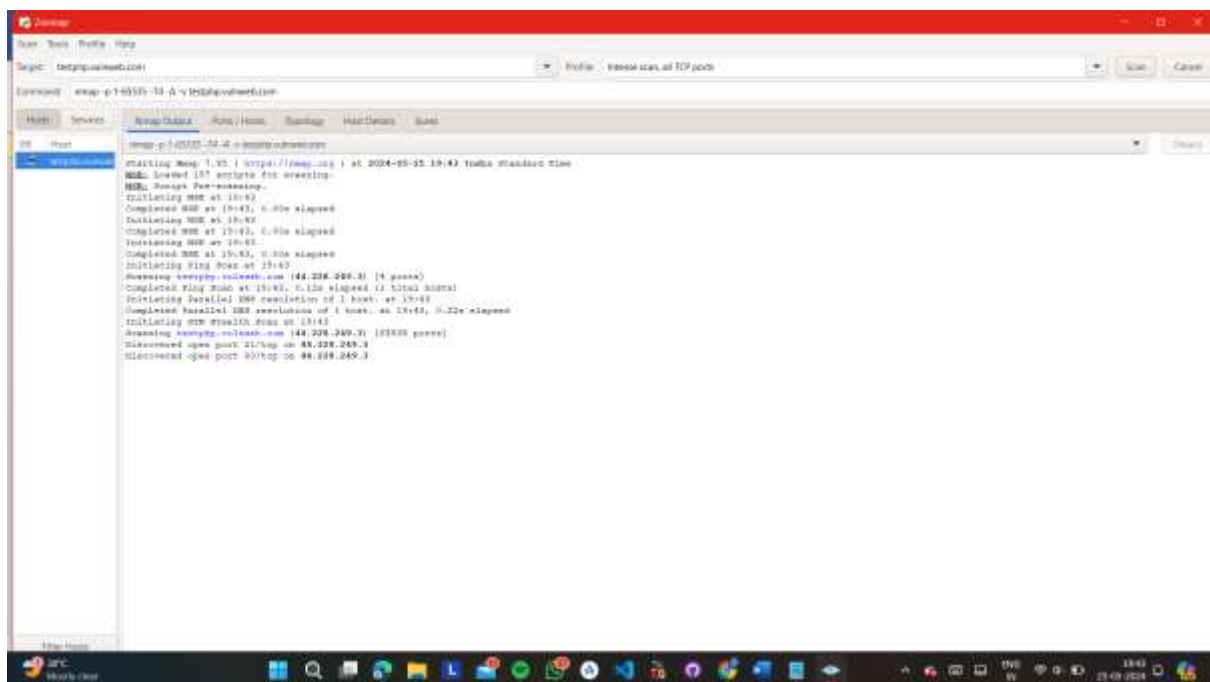 Zenmap
Scan Tools Profile Help
Target: testphp.vulnweb.com Profile: Intense scan, all TCP ports Scan Cancel
Command: nmap -p 1-65535 -T4 -A -v testphp.vulnweb.com
Hosts Services Nmap Output Ports / Hosts Topology Host Details Scans
OS Host nmap -p 1-65535 -T4 -A -v testphp.vulnweb.com Details
Starting Nmap 7.95 ( https://nmap.org ) at 19:43 India Standard Time
NSE: Loaded 157 scripts for scanning.
NSE: Script Pre-scanning.
Initiating NSE at 19:43
Completed NSE at 19:43, 0.00s elapsed
Initiating NSE at 19:43
Completed NSE at 19:43, 0.00s elapsed
Initiating NSE at 19:43
Completed NSE at 19:43, 0.00s elapsed
Initiating Ping Scan at 19:43
Scanning testphp.vulnweb.com (44.228.249.3) [4 ports]
Completed Ping Scan at 19:43, 0.12s elapsed (1 total hosts)
Initiating Parallel DNS resolution of 1 host. at 19:43
Completed Parallel DNS resolution of 1 host. at 19:43, 0.22s elapsed
Initiating SYN Stealth Scan at 19:43
Scanning testphp.vulnweb.com (44.228.249.3) [65535 ports]
Discovered open port 21/tcp on 44.228.249.3
Discovered open port 80/tcp on 44.228.249.3
Filter Hosts
Mostly clear
ENG
IN
19:43